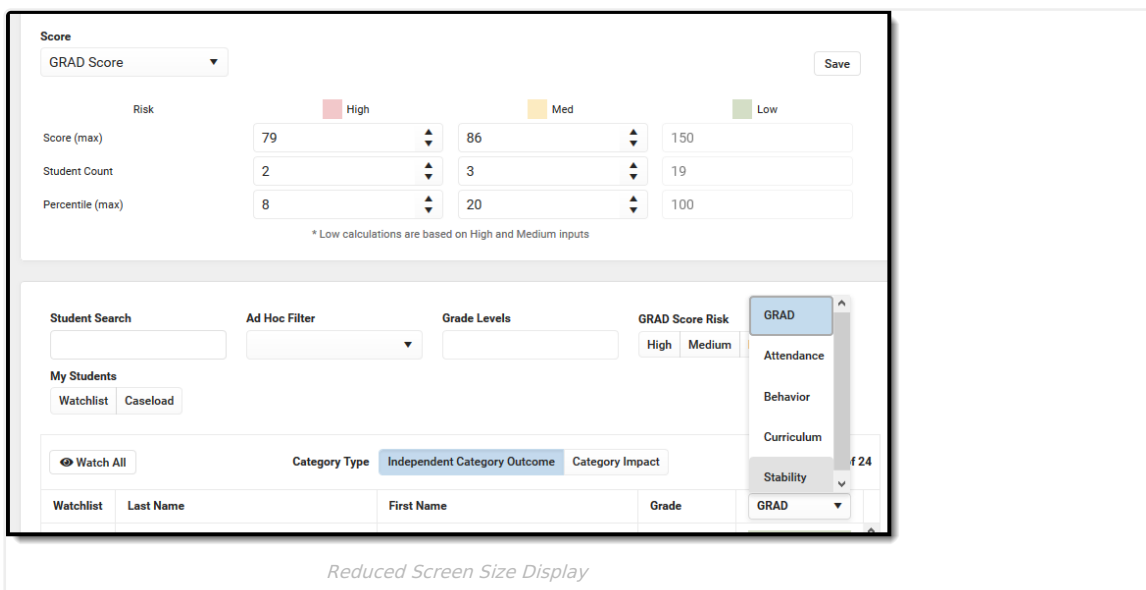 Score
GRAD Score
Save
Risk High Med Low
Score (max) 79 86 150
Student Count 2 3 19
Percentile (max) 8 20 100
* Low calculations are based on High and Medium inputs
Student Search Ad Hoc Filter Grade Levels GRAD Score Risk
High Medium
My Students
Watchlist Caseload
GRAD
Attendance
Behavior
Curriculum
Stability
Watch All Category Type Independent Category Outcome Category Impact of 24
Watchlist Last Name First Name Grade GRAD
Reduced Screen Size Display